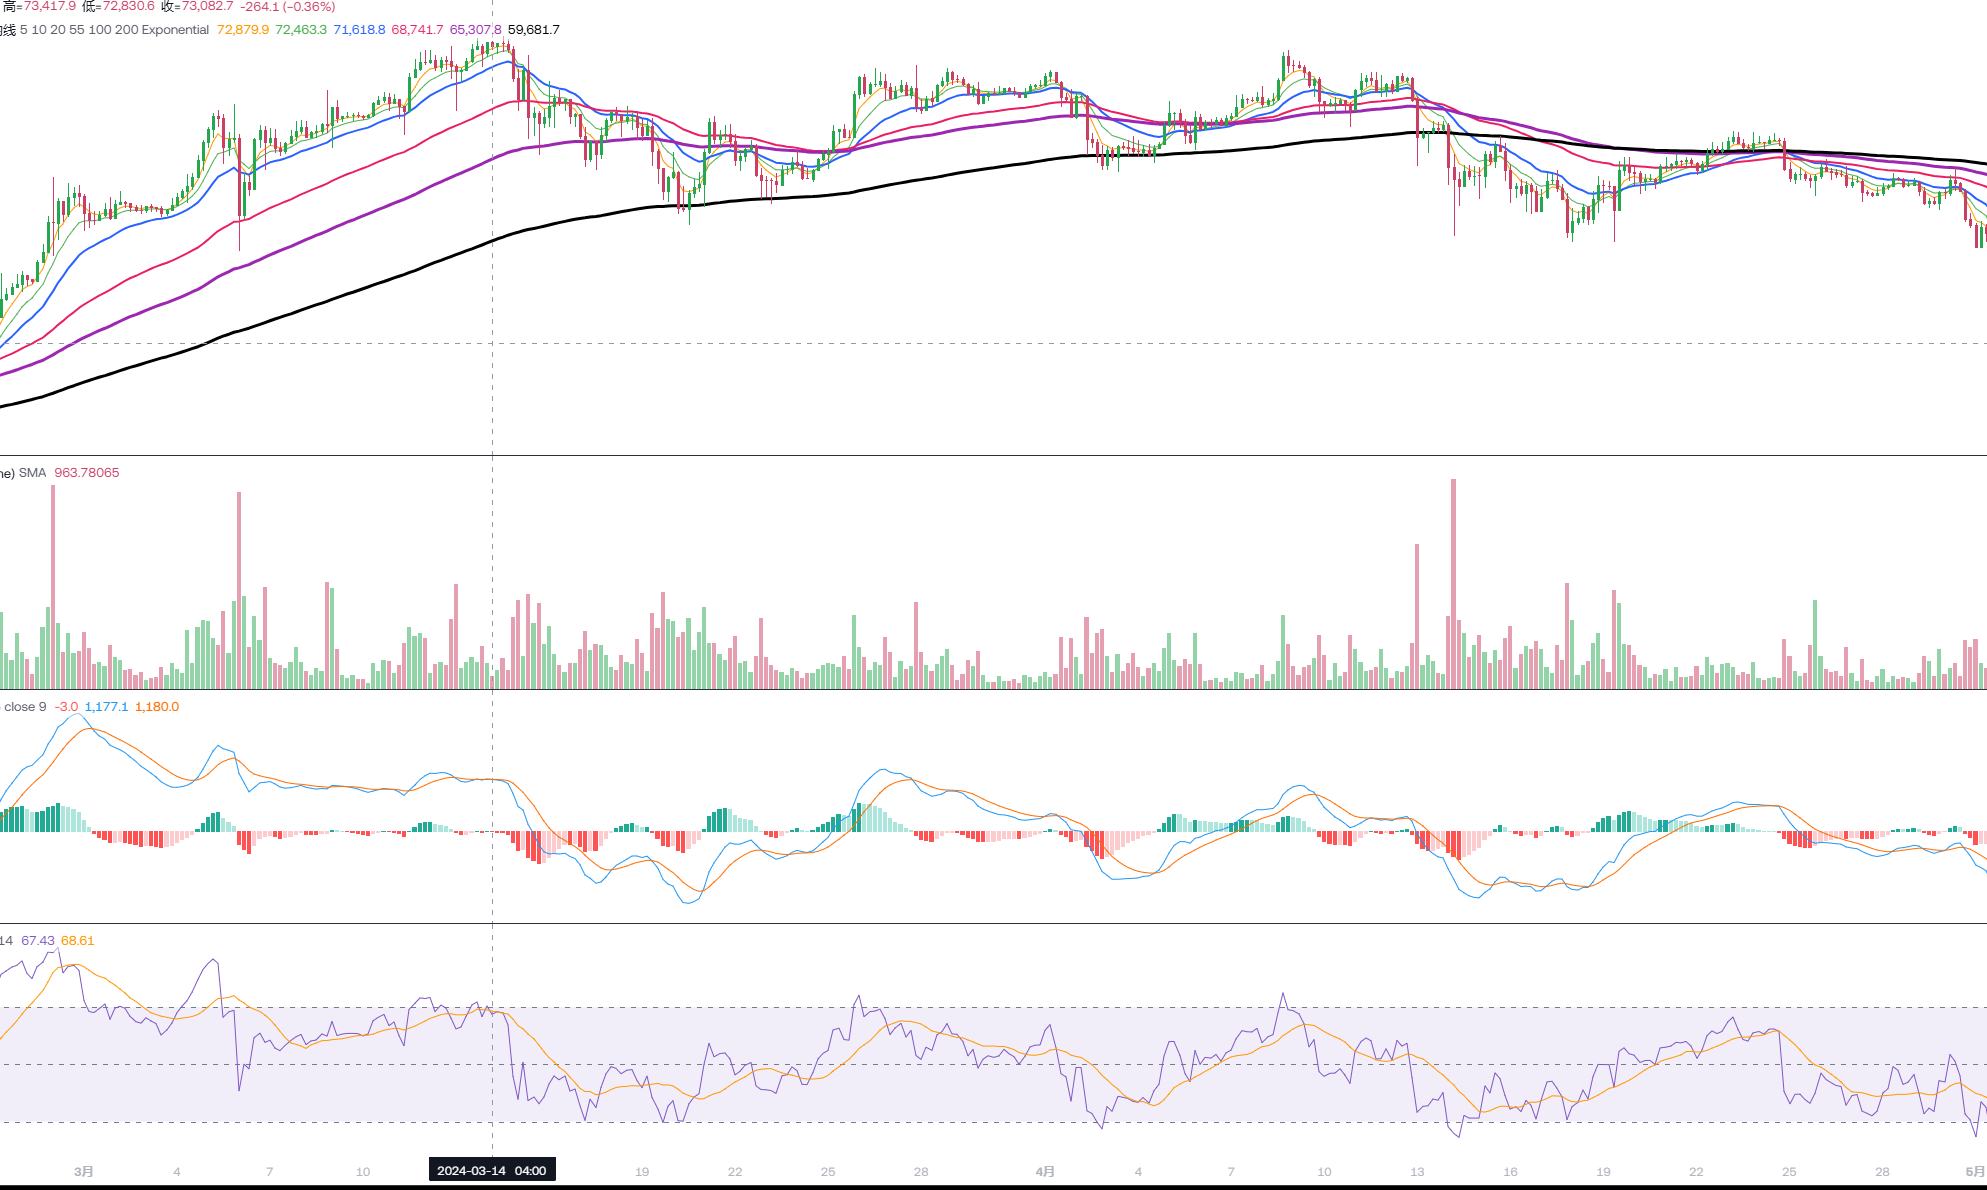 高=73,417.9 低=72,830.6 收=73,082.7 -264.1 (-0.36%)
线 5 10 20 55 100 200 Exponential 72,879.9 72,463.3 71,618.8 68,741.7 65,307.8 59,681.7
ne) SMA 963.78065
close 9 -3.0 1,177.1 1,180.0
14 67.43 68.61
3月 4 7 10 2024-03-14 04:00 19 22 25 28 4月 4 7 10 13 16 19 22 25 28 5月